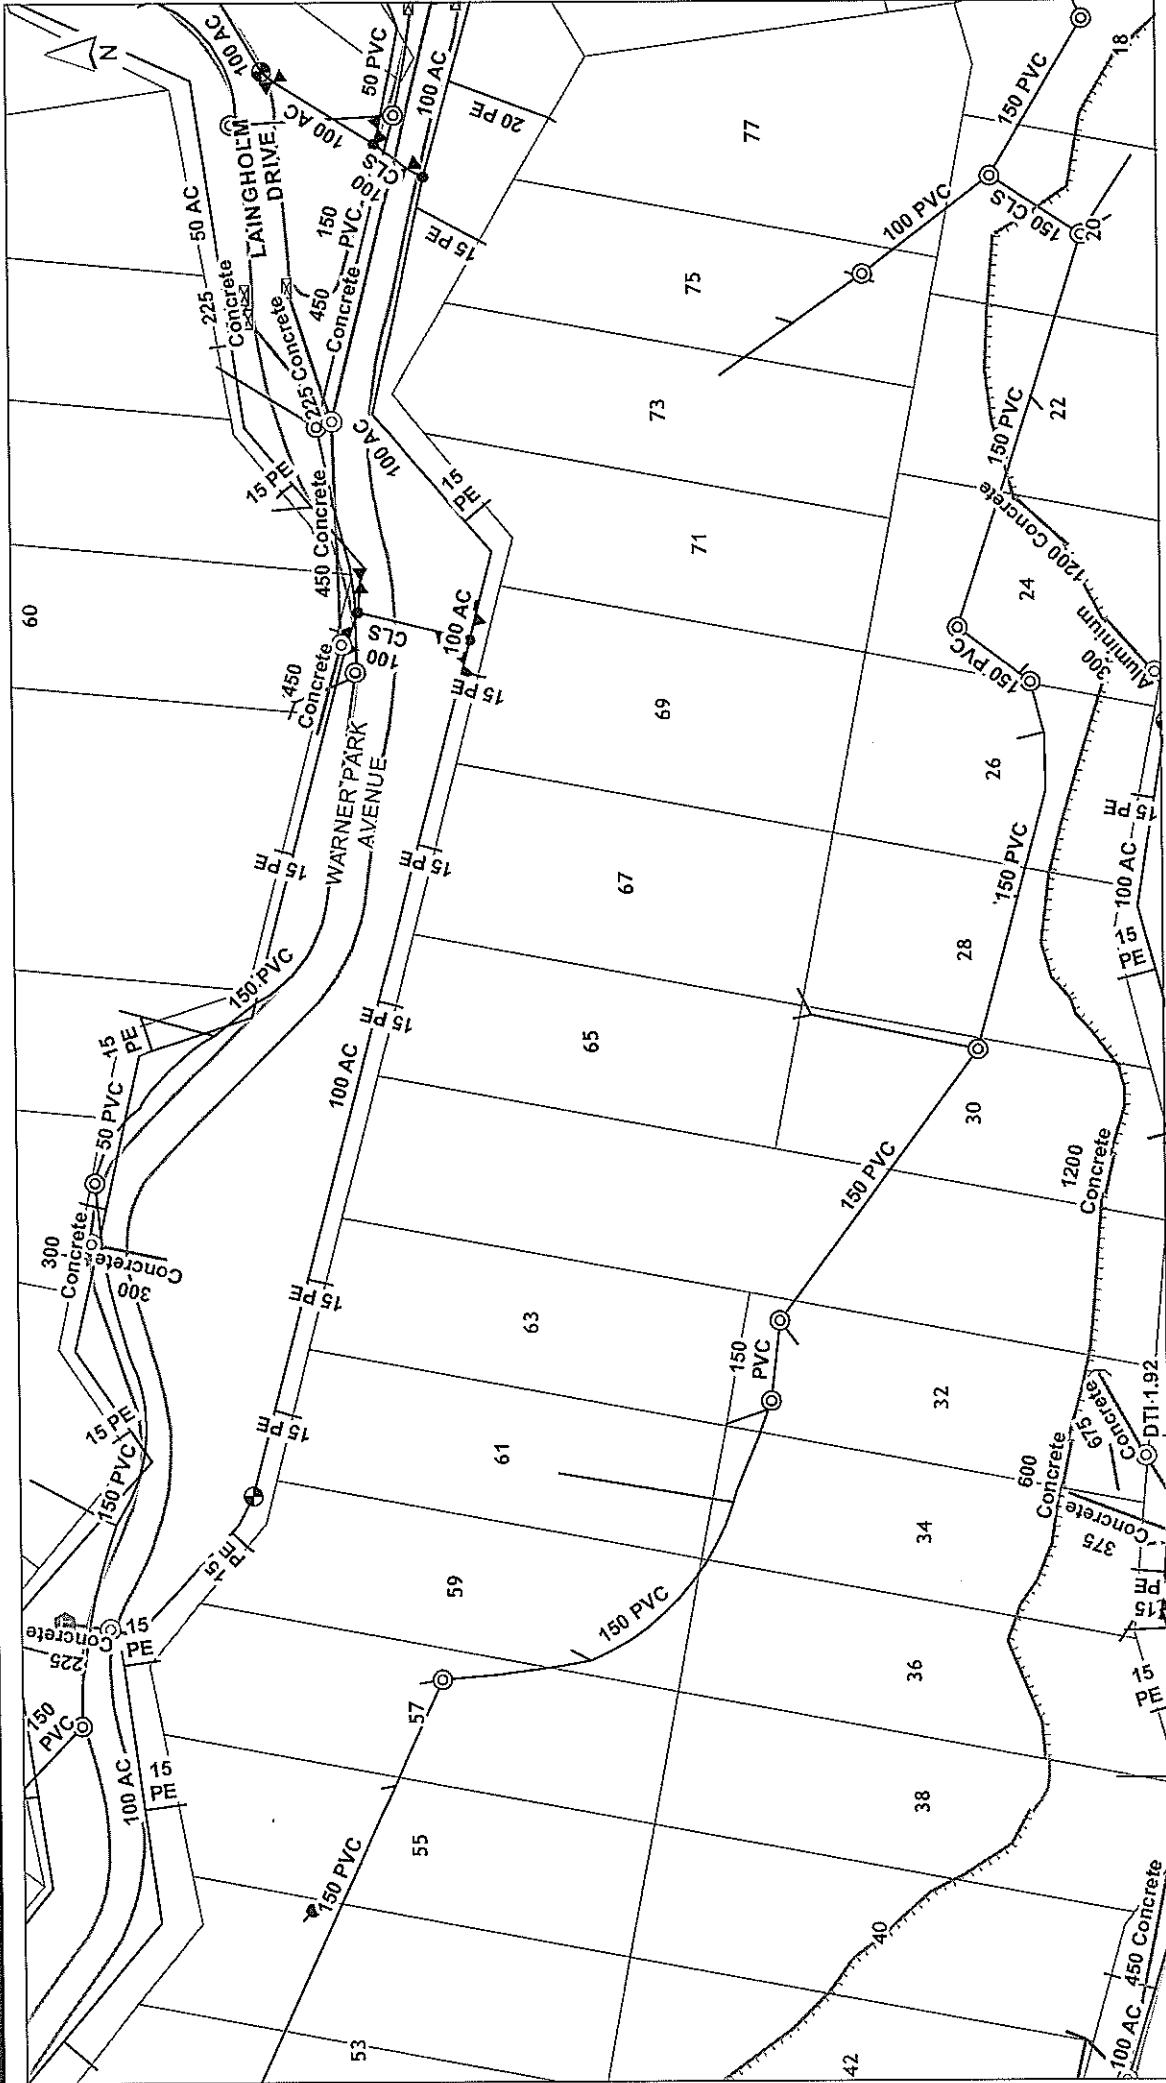 N
100 AC
LAINGHOLM
DRIVE
50 AC
225
Concrete
100 AC
50 PVC
100 AC
20 PE
100
CLS
150
PVC
450
Concrete
15 PE
225 Concrete
15 PE
100 AC
15
PE
450 Concrete
60
450
Concrete
100
CLS
100 AC
15 PE
WARNER PARK
AVENUE
15 PE
15 PE
150 PVC
15 PE
15
PE
50 PVC
100 AC
300
Concrete
300
Concrete
15 PE
15 PE
15 PE
150 PVC
15
PE
225
Concrete
15
PE
150
PVC
100 AC
15
PE
77
75
73
71
69
67
65
63
61
59
57
55
53
150 PVC
18
100 PVC
150 CLS
20
22
150 PVC
1200 Concrete
24
300
Aluminium
150 PVC
26
15 PE
100 AC
15
PE
150 PVC
28
30
150 PVC
1200
Concrete
150
PVC
32
675
Concrete
DTI-1.92
600
Concrete
375
Concrete
34
15
PE
150 PVC
36
15
PE
38
150 PVC
40
450 Concrete
100 AC
42